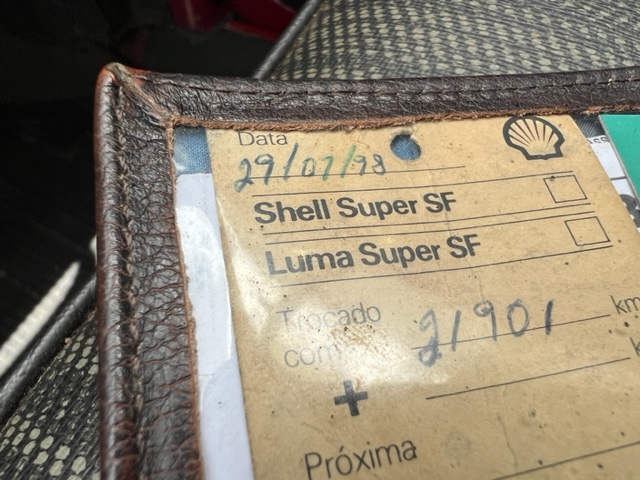 Data
29/07/98
Shell Super SF
Luma Super SF
Trocado
com 21901 km
+
Próxima